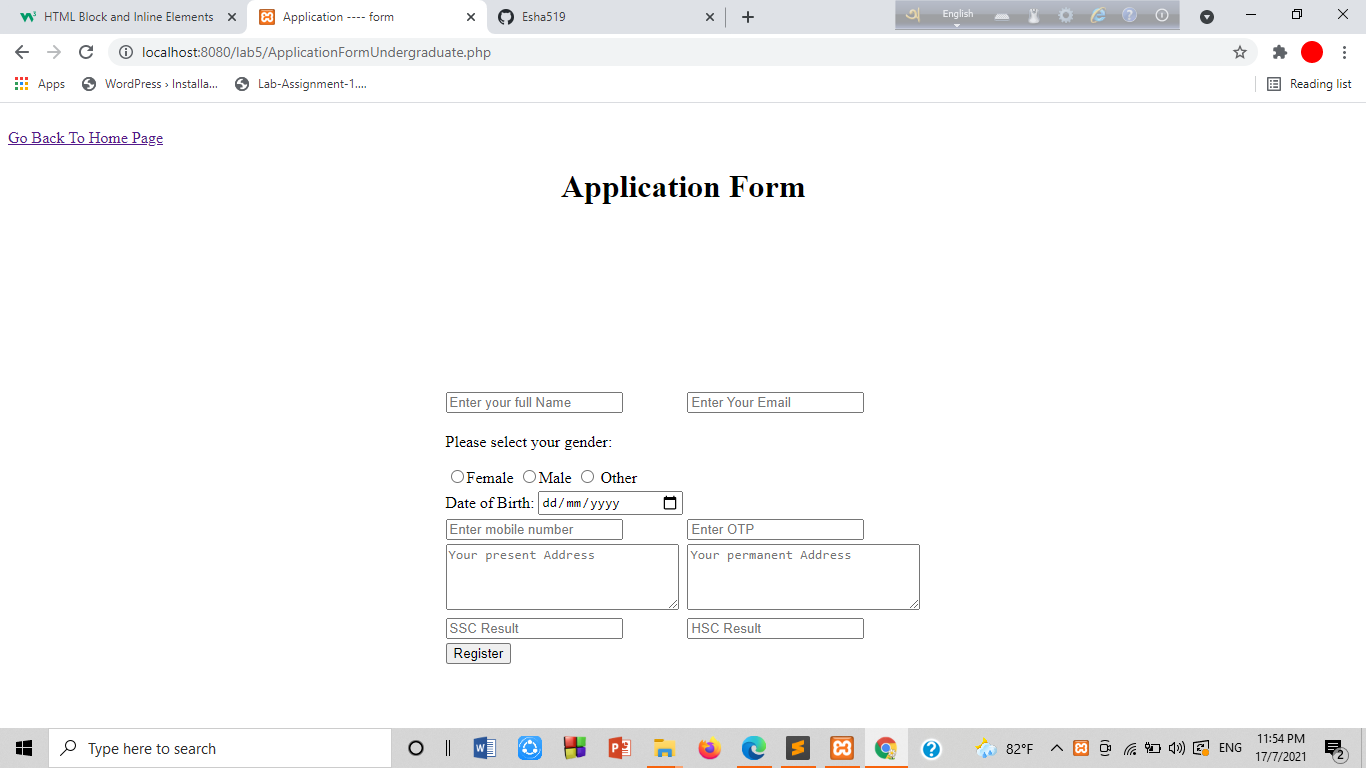 HTML Block and Inline Elements
Application ---- form
Esha519
English
localhost:8080/lab5/ApplicationFormUndergraduate.php
Apps
WordPress › Installa...
Lab-Assignment-1....
Reading list
Go Back To Home Page
Application Form
Enter your full Name
Enter Your Email
Please select your gender:
Female Male Other
Date of Birth: dd/mm/yyyy
Enter mobile number
Enter OTP
Your present Address
Your permanent Address
SSC Result
HSC Result
Register
Type here to search
82°F
ENG
11:54 PM
17/7/2021
2